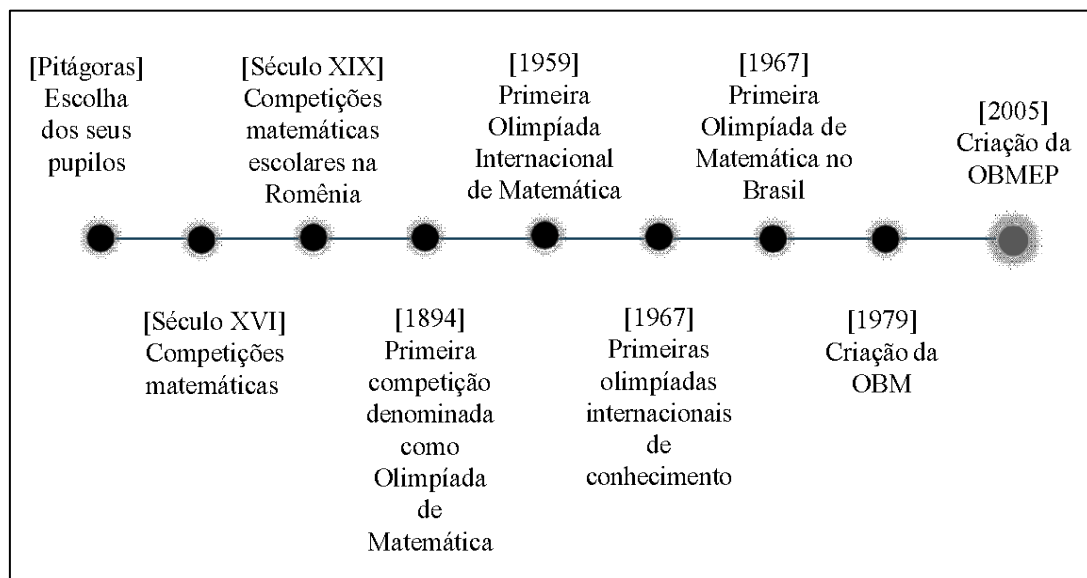 [Pitágoras]
Escolha
dos seus
pupilos
[Século XVI]
Competições
matemáticas
[Século XIX]
Competições
matemáticas
escolares na
Romênia
[1894]
Primeira
competição
denominada
como
Olimpíada
de
Matemática
[1959]
Primeira
Olimpíada
Internacional
de Matemática
[1967]
Primeiras
olimpíadas
internacionais
de
conhecimento
[1967]
Primeira
Olimpíada de
Matemática no
Brasil
[1979]
Criação da
OBM
[2005]
Criação da
OBMEP